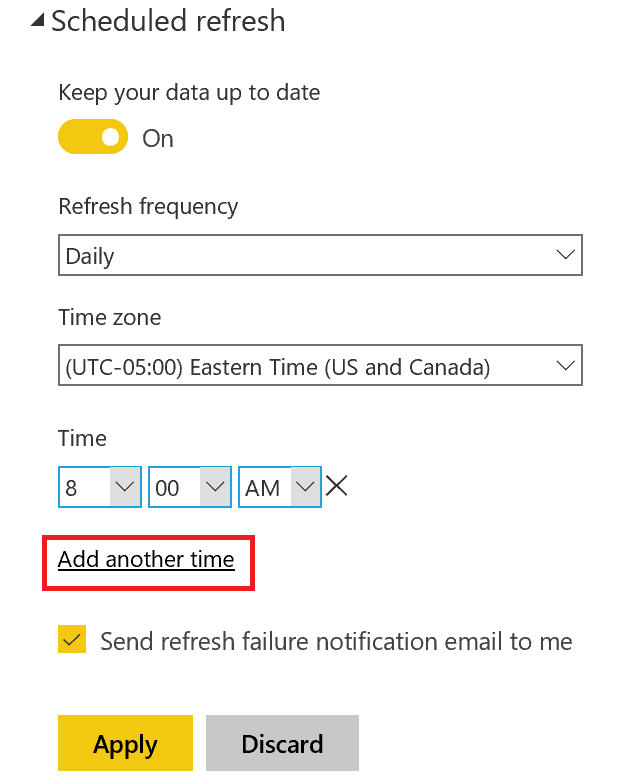 Scheduled refresh
Keep your data up to date
On
Refresh frequency
Daily
Time zone
(UTC-05:00) Eastern Time (US and Canada)
Time
8 00 AM
Add another time
Send refresh failure notification email to me
Apply Discard